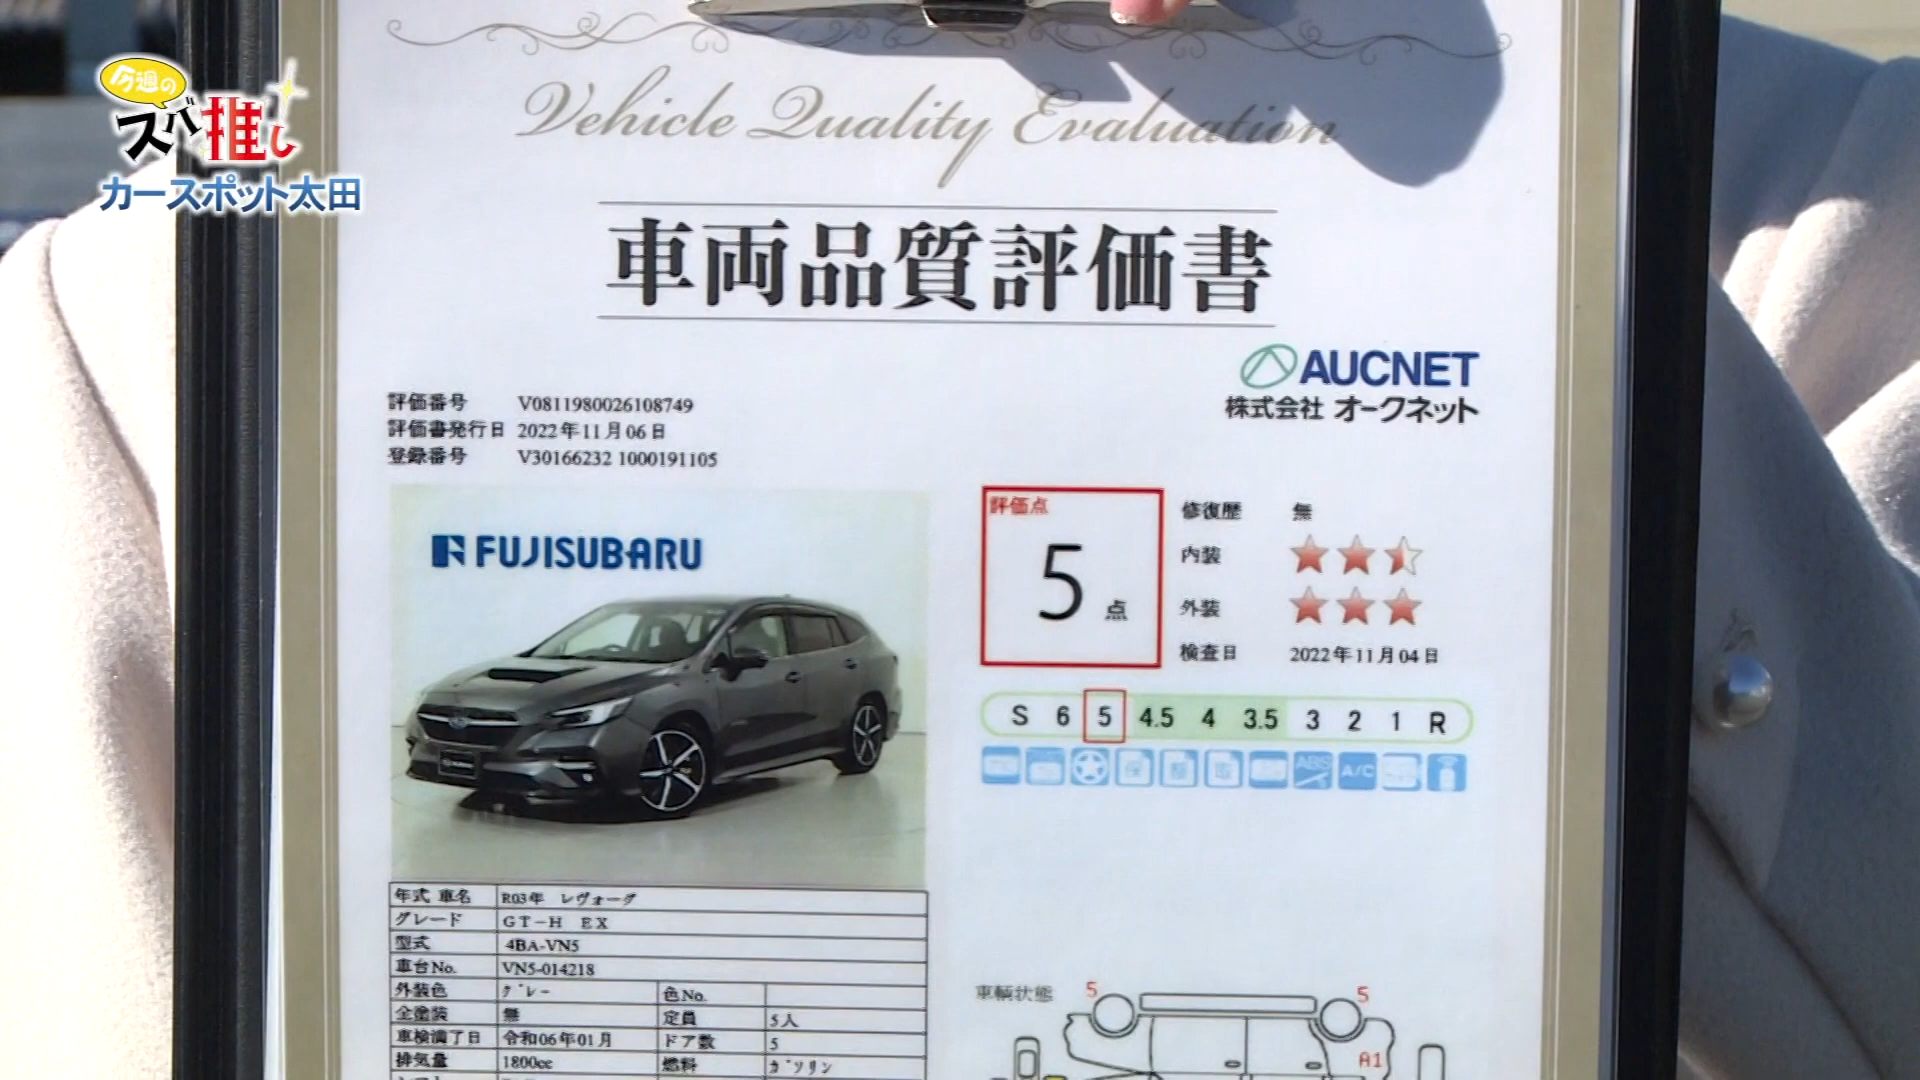 今週の
スバ推し
カースポット太田
Vehicle Quality Evaluation
車両品質評価書
AUCNET
株式会社 オークネット
評価番号 V0811980026108749
評価書発行日 2022年11月06日
登録番号 V30166232 1000191105
FUJISUBARU
評価点
5点
修復歴 無
内装
外装
検査日 2022年11月04日
S 6 5 4.5 4 3.5 3 2 1 R
ABS A/C
年式 車名 R03年 レヴォーグ
グレード GT-H EX
型式 4BA-VN5
車台No. VN5-014218
外装色 グレー 色No.
全塗装 無 定員 5人
車検満了日 令和06年01月 ドア数 5
排気量 1800cc 燃料 ガソリン
車輌状態
5 5
A1